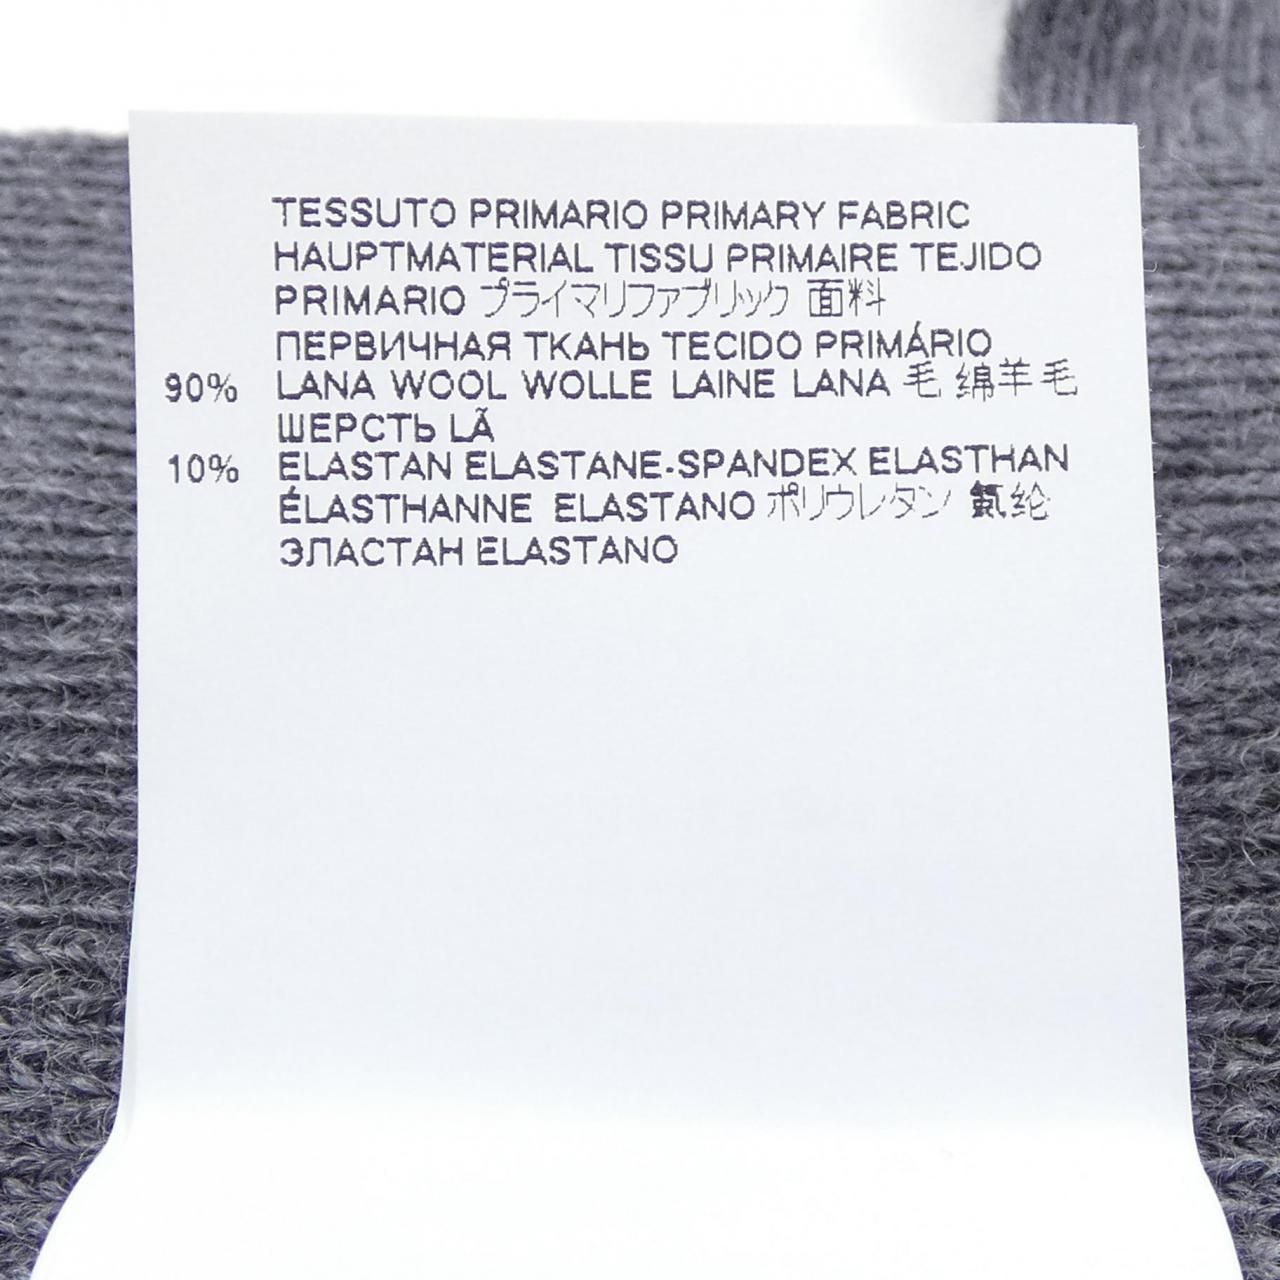 TESSUTO PRIMARIO PRIMARY FABRIC
HAUPTMATERIAL TISSU PRIMAIRE TEJIDO
PRIMARIO プライマリファブリック 面料
ПЕРВИЧНАЯ ТКАНЬ TECIDO PRIMÁRIO
90% LANA WOOL WOLLE LAINE LANA 毛 绵羊毛
ШЕРСТЬ LÃ
10% ELASTAN ELASTANE-SPANDEX ELASTHAN
ÉLASTHANNE ELASTANO ポリウレタン 氨纶
ЭЛАСТАН ELASTANO